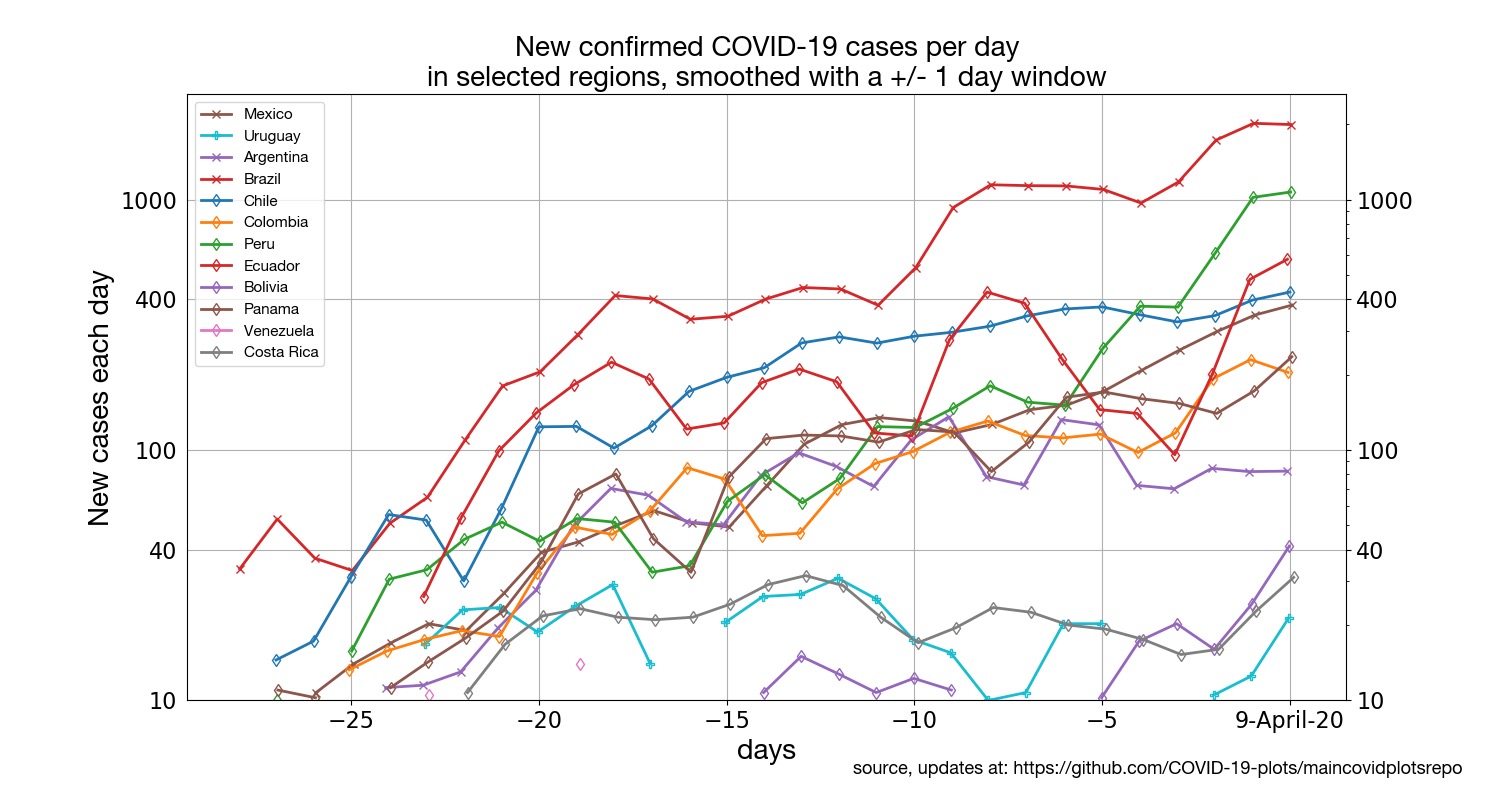 New confirmed COVID-19 cases per day
in selected regions, smoothed with a +/- 1 day window
Mexico
Uruguay
Argentina
Brazil
Chile
Colombia
Peru
Ecuador
Bolivia
Panama
Venezuela
Costa Rica
New cases each day
1000
400
100
40
10
1000
400
100
40
10
−25
−20
−15
−10
−5
9-April-20
days
source, updates at: https://github.com/COVID-19-plots/maincovidplotsrepo